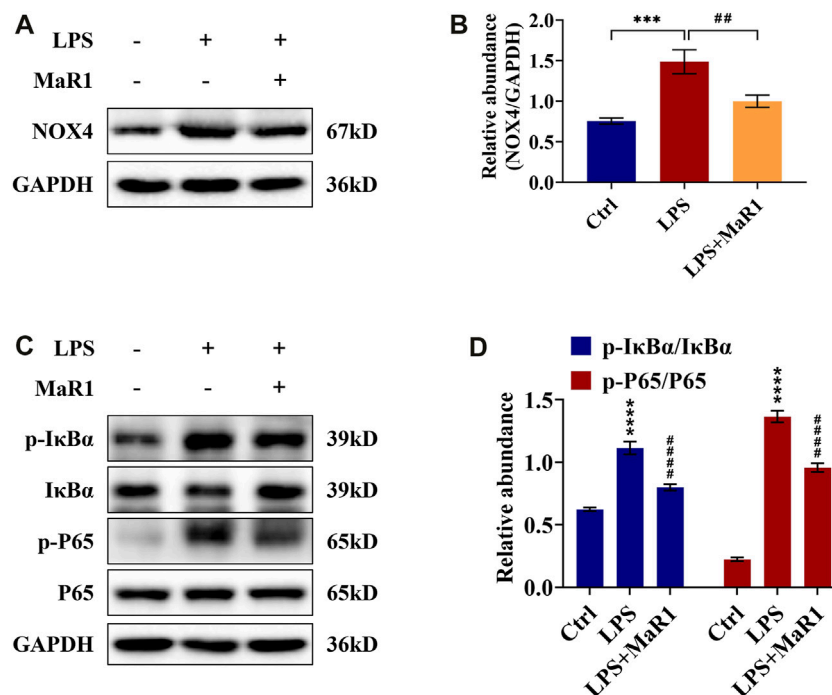 A
LPS - + +
MaR1 - - +
NOX4 67kD
GAPDH 36kD
B
Relative abundance
(NOX4/GAPDH)
2.0
1.5
1.0
0.5
0.0
*** ##
Ctrl LPS LPS+MaR1
C
LPS - + +
MaR1 - - +
p-IκBα 39kD
IκBα 39kD
p-P65 65kD
P65 65kD
GAPDH 36kD
D
p-IκBα/IκBα
p-P65/P65
Relative abundance
1.5
1.0
0.5
0.0
**** #### **** ####
Ctrl LPS LPS+MaR1 Ctrl LPS LPS+MaR1